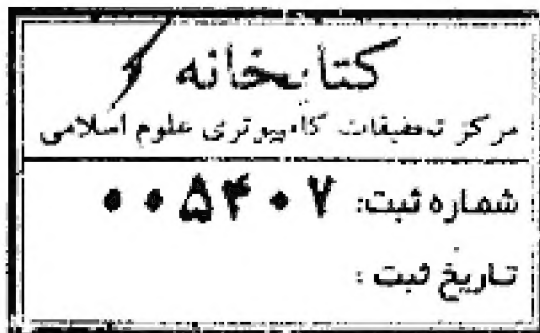 کتابخانه
مرکز تحقیقات کامپیوتری علوم اسلامی
شماره ثبت: ۰۰۵۴۰۷
تاریخ ثبت :